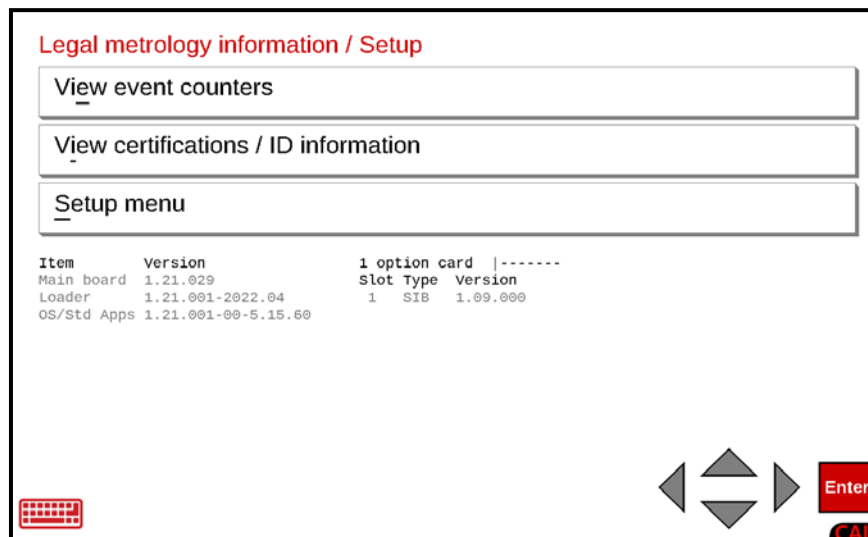 Legal metrology information / Setup
View event counters
View certifications / ID information
Setup menu
Item Version
Main board 1.21.029
Loader 1.21.001-2022.04
OS/Std Apps 1.21.001-00-5.15.60
1 option card |-------
Slot Type Version
1 SIB 1.09.000
Enter